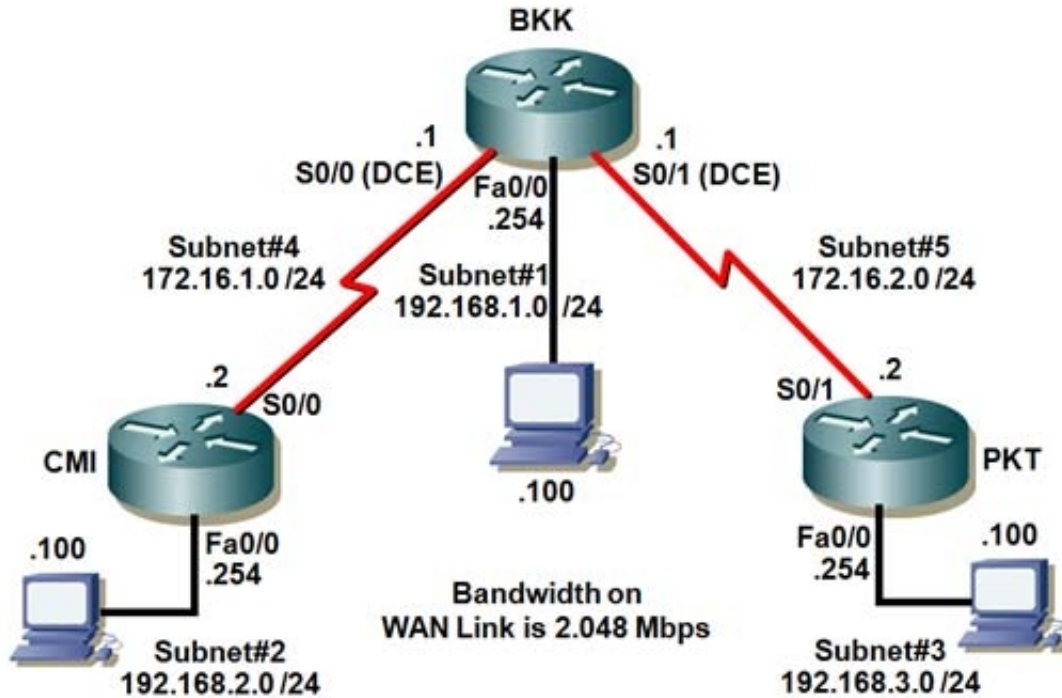 BKK
.1
S0/0 (DCE)
Fa0/0
.254
.1
S0/1 (DCE)
Subnet#4
172.16.1.0 /24
Subnet#1
192.168.1.0 /24
Subnet#5
172.16.2.0 /24
.2
S0/0
CMI
.100
S0/1
.2
PKT
.100
Fa0/0
.254
Subnet#2
192.168.2.0 /24
Bandwidth on
WAN Link is 2.048 Mbps
Fa0/0
.254
.100
Subnet#3
192.168.3.0 /24